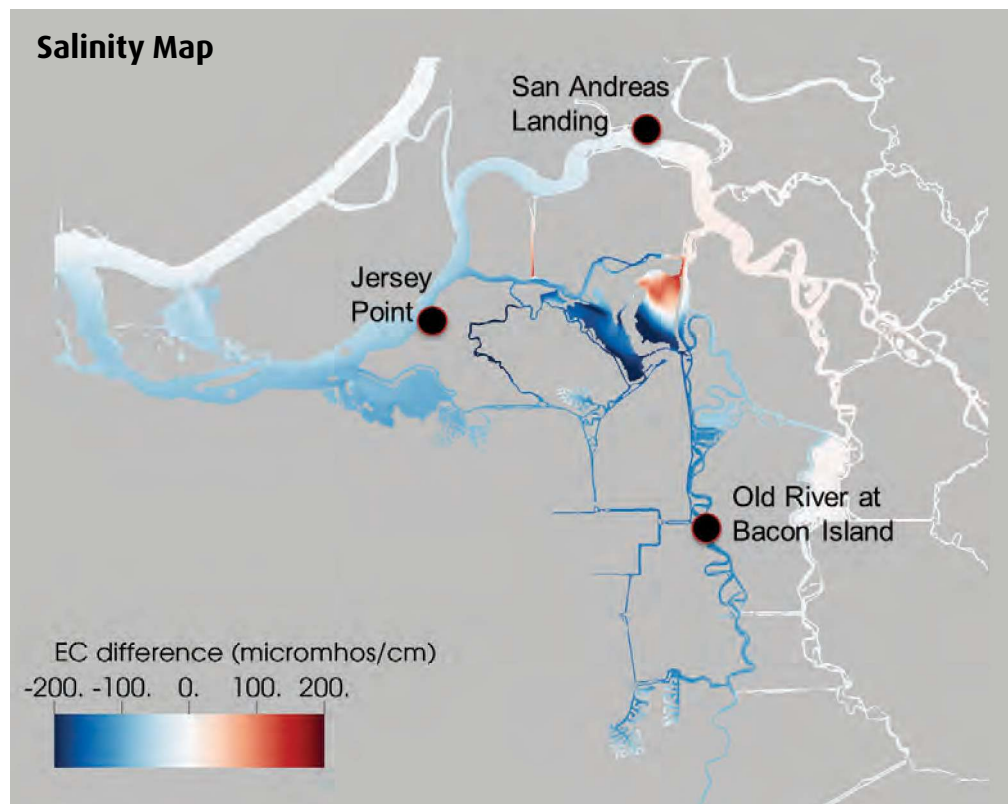 Salinity Map
San Andreas
Landing
Jersey
Point
Old River at
Bacon Island
EC difference (micromhos/cm)
-200. -100. 0. 100. 200.